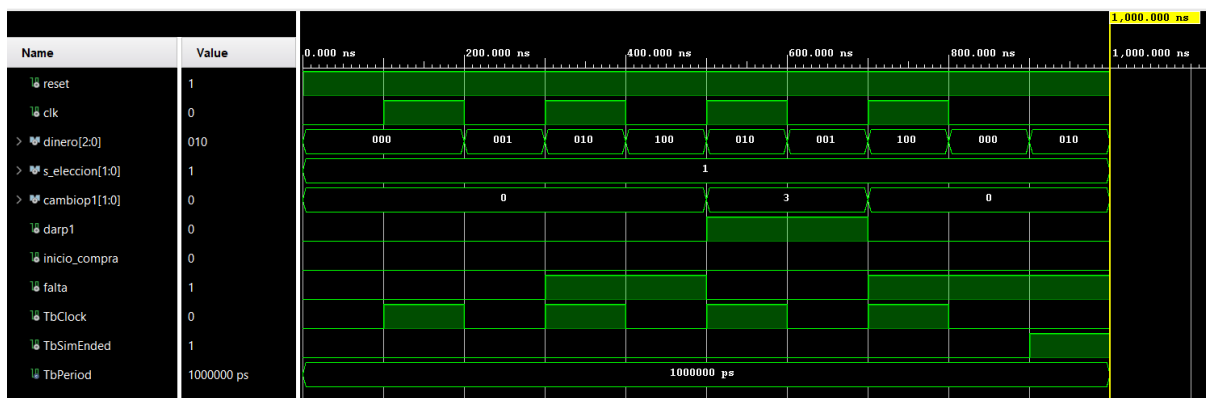 1,000.000 ns
Name Value 0.000 ns 200.000 ns 400.000 ns 600.000 ns 800.000 ns 1,000.000 ns
reset 1
clk 0
dinero[2:0] 010 000 001 010 100 010 001 100 000 010
s_eleccion[1:0] 1 1
cambiop1[1:0] 0 0 3 0
darp1 0
inicio_compra 0
falta 1
TbClock 0
TbSimEnded 1
TbPeriod 1000000 ps 1000000 ps